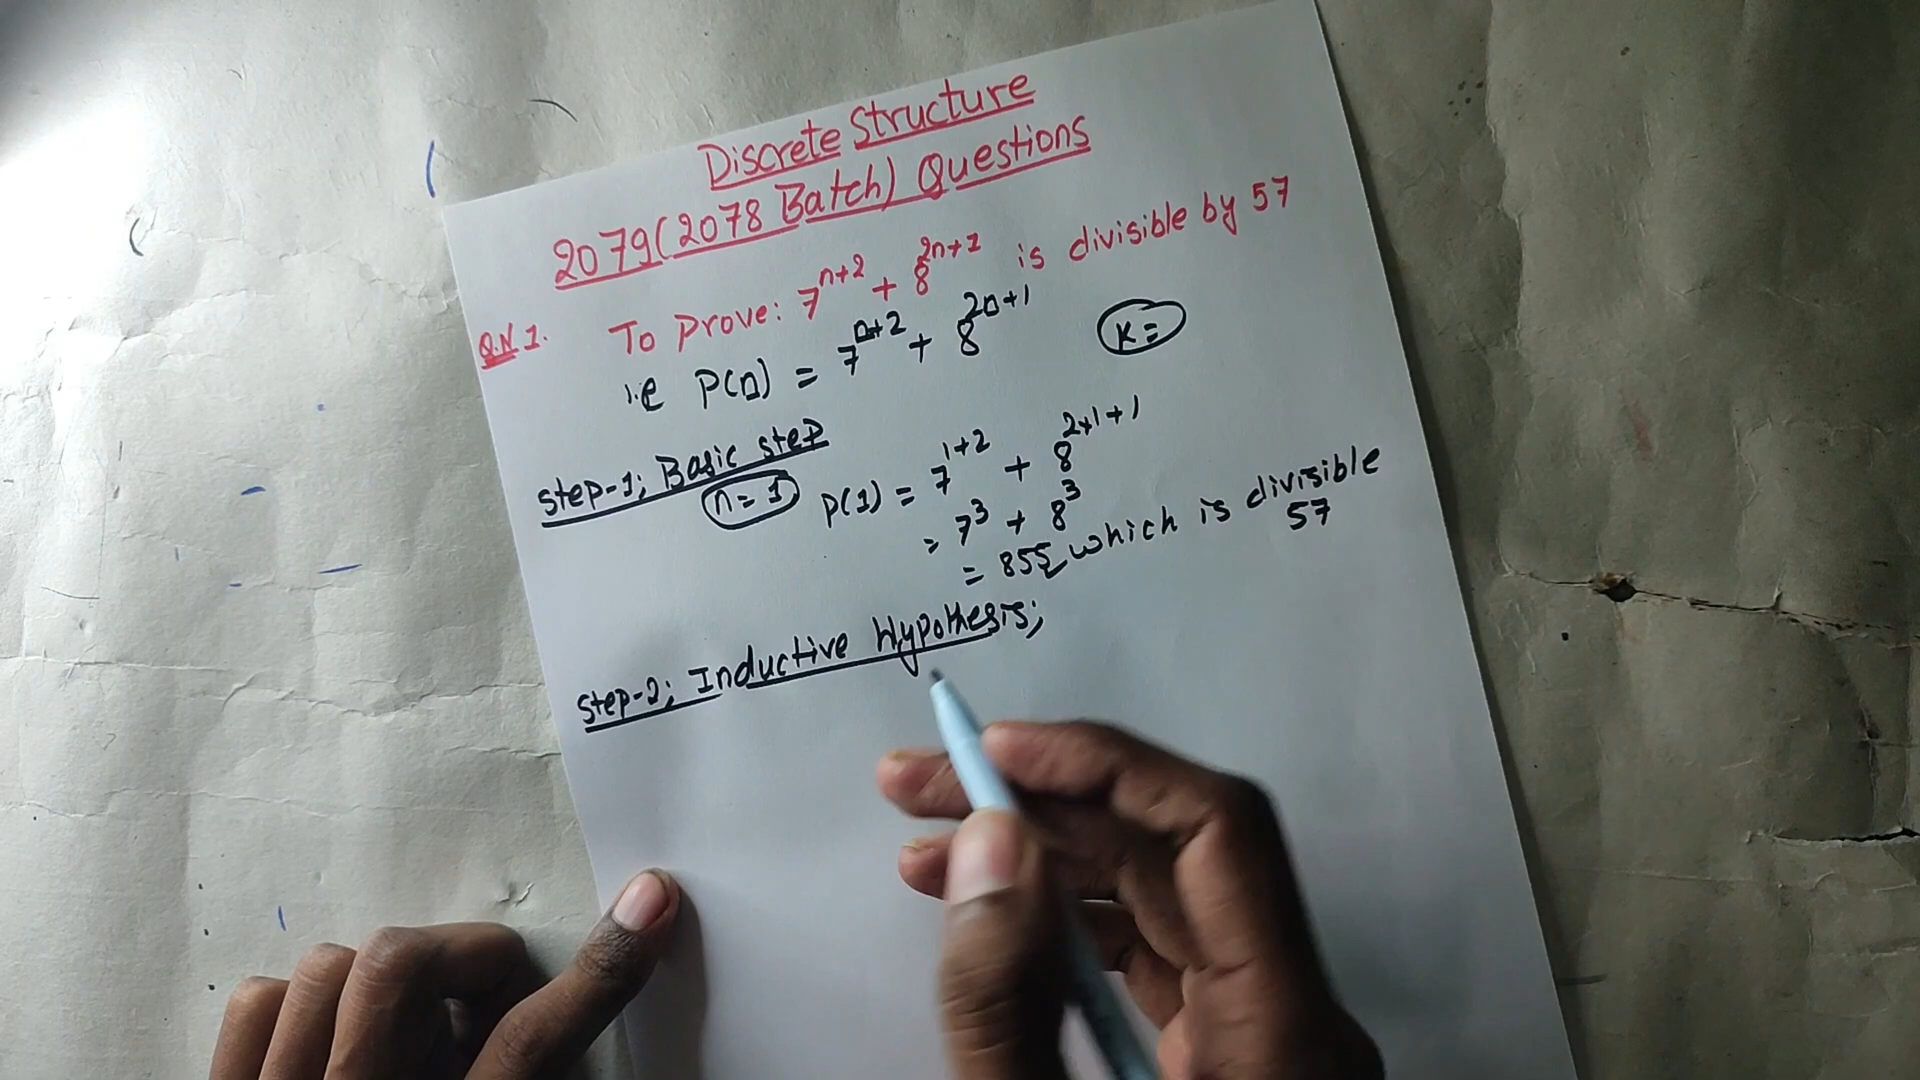 Discrete Structure
2079(2078 Batch) Questions
Q.N 1. To prove: 7^{n+2} + 8^{2n+1} is divisible by 57
i.e P(n) = 7^{n+2} + 8^{2n+1}
K=
Step-1; Basic step
n=1 P(1) = 7^{1+2} + 8^{2×1+1}
= 7^3 + 8^3
= 855 which is divisible
57
Step-2; Inductive Hypothesis;